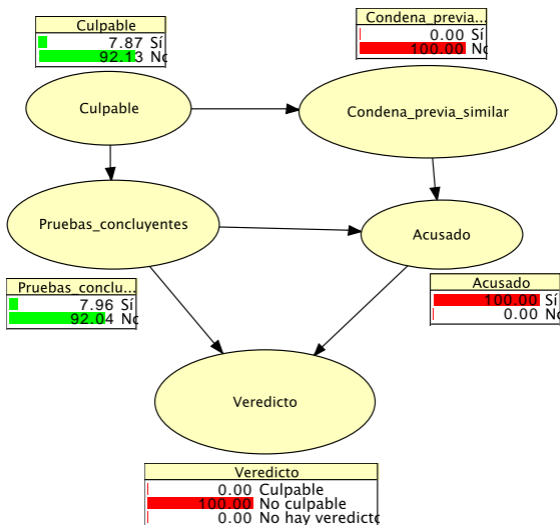 Culpable
7.87 Sí
92.13 No
Condena_previa...
0.00 Sí
100.00 No
Culpable
Condena_previa_similar
Pruebas_concluyentes
Acusado
Pruebas_conclu...
7.96 Sí
92.04 No
Acusado
100.00 Sí
0.00 No
Veredicto
Veredicto
0.00 Culpable
100.00 No culpable
0.00 No hay veredicto